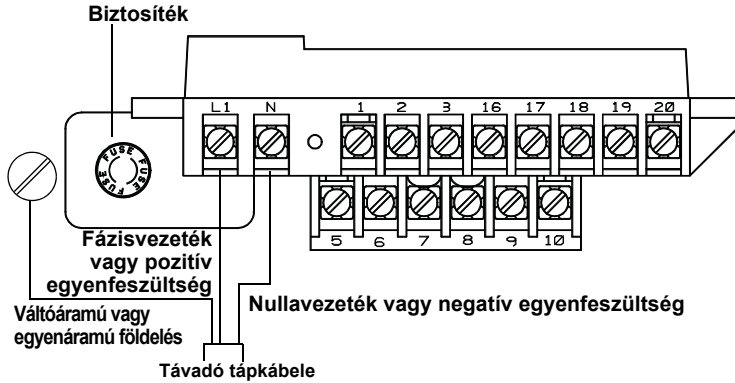 Biztosíték
L1 N 1 2 3 16 17 18 19 20
FUSE FUSE FUSE FUSE
5 6 7 8 9 10
Fázisvezeték
vagy pozitív
egyenfeszültség
Nullavezeték vagy negatív egyenfeszültség
Váltóáramú vagy
egyenáramú földelés
Távadó tápkábele